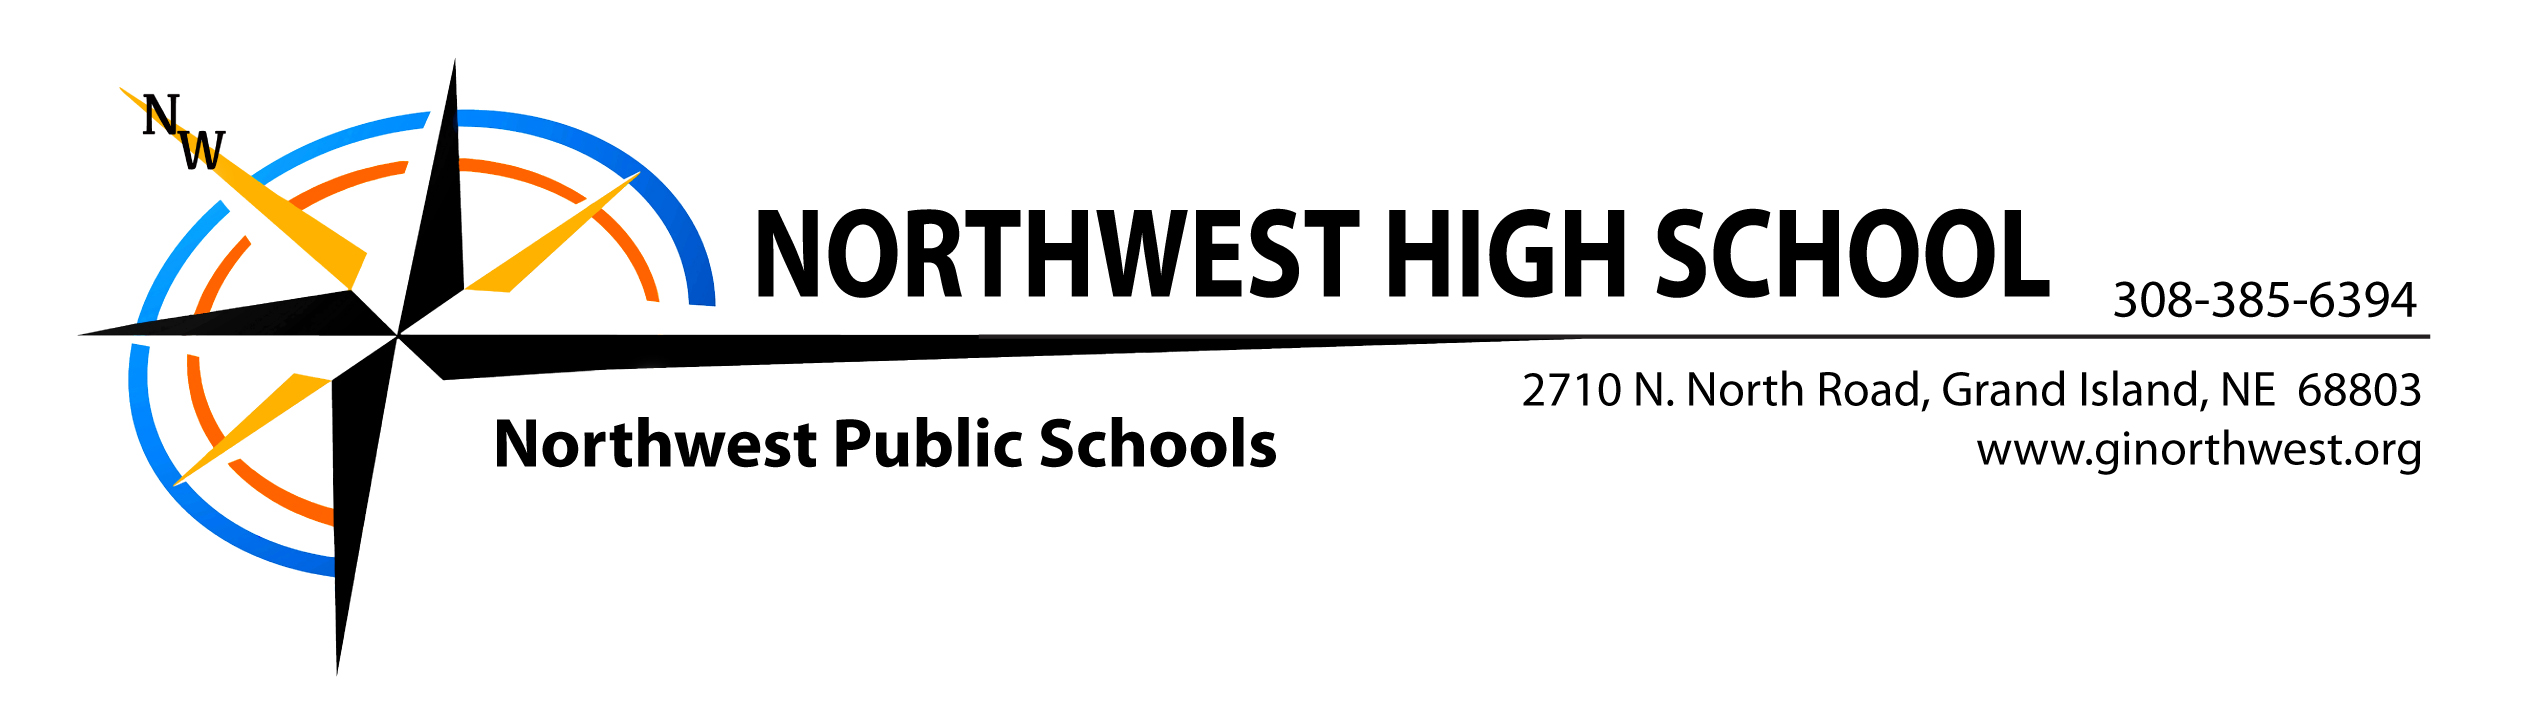 N
W
NORTHWEST HIGH SCHOOL
308-385-6394
2710 N. North Road, Grand Island, NE  68803
www.ginorthwest.org
Northwest Public Schools